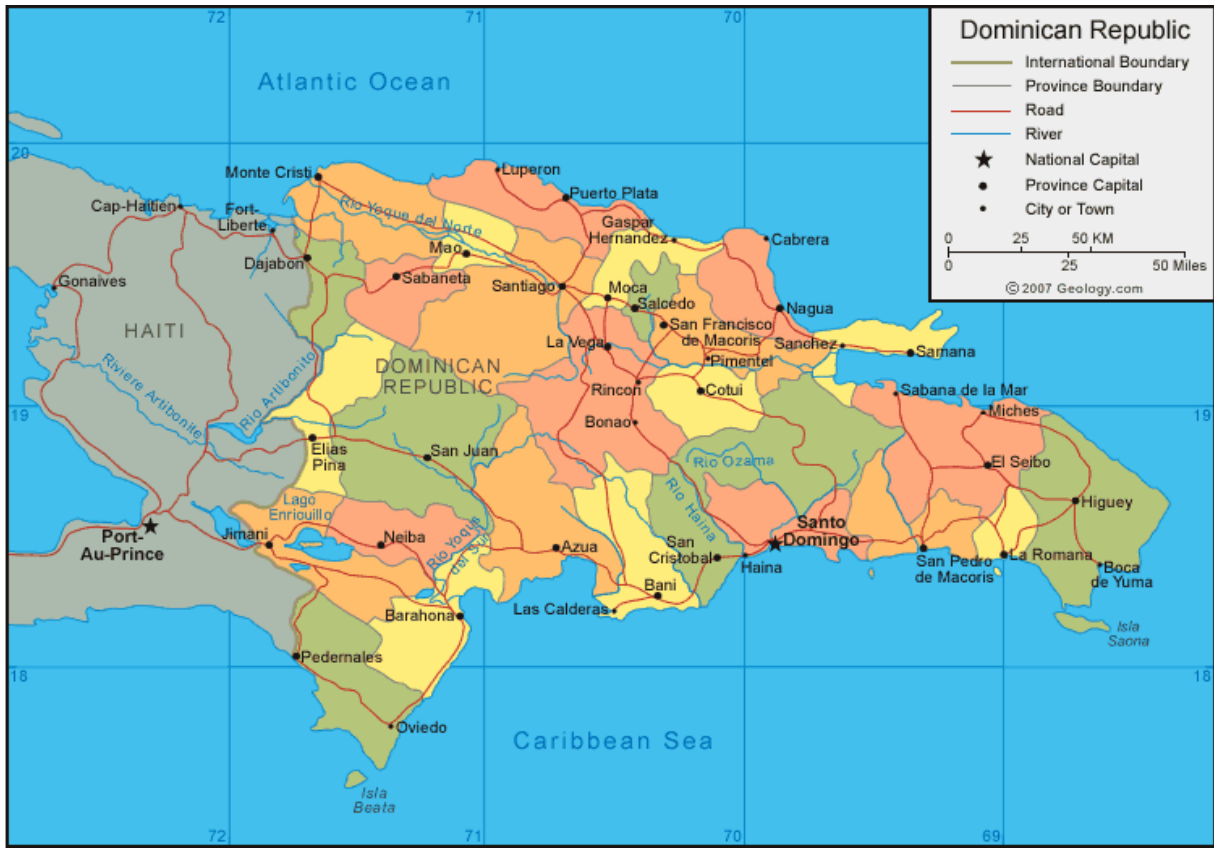 72
71
70
Dominican Republic
International Boundary
Province Boundary
Road
River
National Capital
Province Capital
City or Town
0 25 50 KM
0 25 50 Miles
© 2007 Geology.com
Atlantic Ocean
20
Monte Cristi
Luperon
Puerto Plata
Cap-Haitien
Fort-
Liberte
Rio Yoque del Norte
Gaspar
Hernandez
Cabrera
Mao
Dajabon
Sabaneta
Santiago
Moca
Gonaives
Salcedo
Nagua
HAITI
San Francisco
de Macoris
La Vega
Sanchez
Samana
Pimentel
DOMINICAN
REPUBLIC
Riviere Artibonite
Rio Artibonito
Rincon
Cotui
Sabana de la Mar
19
19
Miches
Bonao
Elias
Pina
San Juan
Rio Ozama
El Seibo
Lago
Enriouillo
Rio Haina
Higuey
Port-
Au-Prince
Jimani
Neiba
Rio Yoque
del Sur
Azua
San
Cristobal
Haina
Santo
Domingo
San Pedro
de Macoris
La Romana
Boca
de Yuma
Bani
Las Calderas
Barahona
Isla
Saona
Pedernales
18
18
Oviedo
Caribbean Sea
Isla
Beata
72
71
70
69